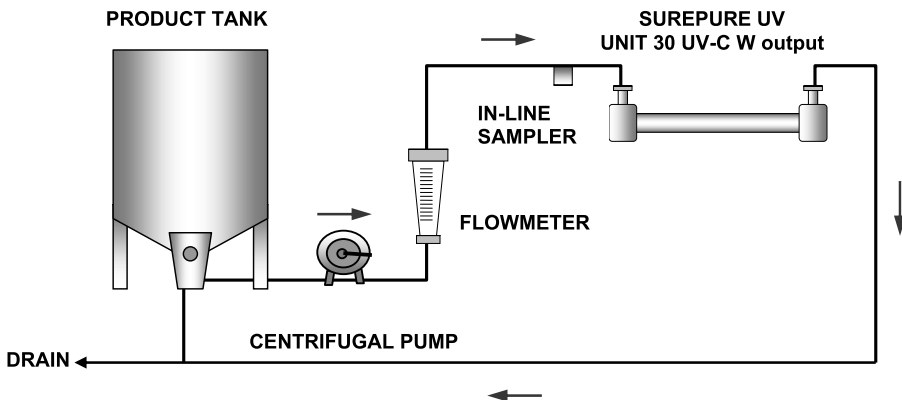 PRODUCT TANK
SUREPURE UV
UNIT 30 UV-C W output
IN-LINE
SAMPLER
FLOWMETER
CENTRIFUGAL PUMP
DRAIN